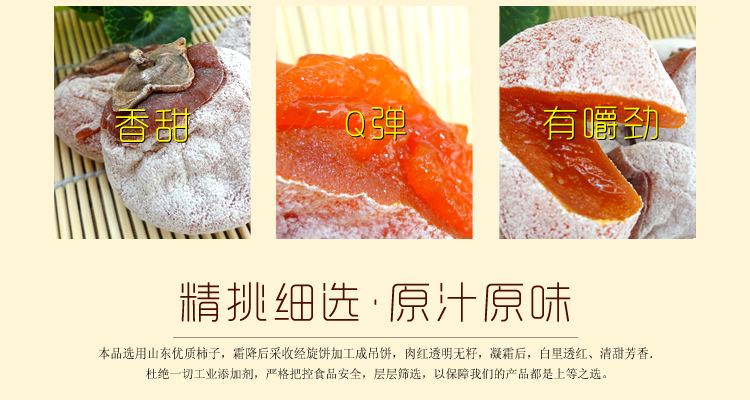 香甜
Q弹
有嚼劲
精挑细选·原汁原味
本品选用山东优质柿子，霜降后采收经旋饼加工成吊饼，肉红透明无籽，凝霜后，白里透红、清甜芳香.
杜绝一切工业添加剂，严格把控食品安全，层层筛选，以保障我们的产品都是上等之选。